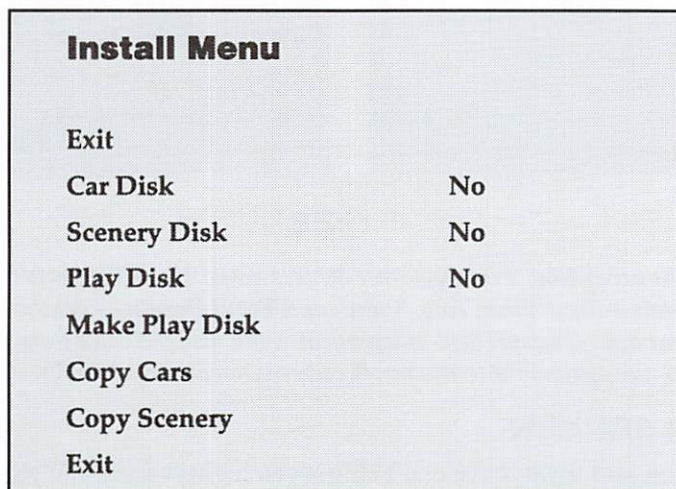 Install Menu
Exit
Car Disk No
Scenery Disk No
Play Disk No
Make Play Disk
Copy Cars
Copy Scenery
Exit